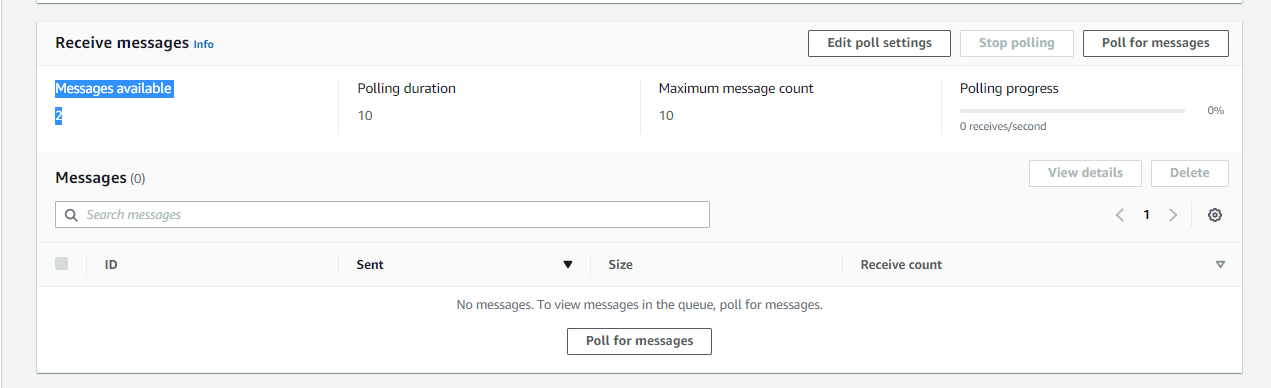 Receive messages Info
Edit poll settings
Stop polling
Poll for messages
Messages available
2
Polling duration
10
Maximum message count
10
Polling progress
0%
0 receives/second
Messages (0)
View details
Delete
Search messages
1
ID
Sent
Size
Receive count
No messages. To view messages in the queue, poll for messages.
Poll for messages